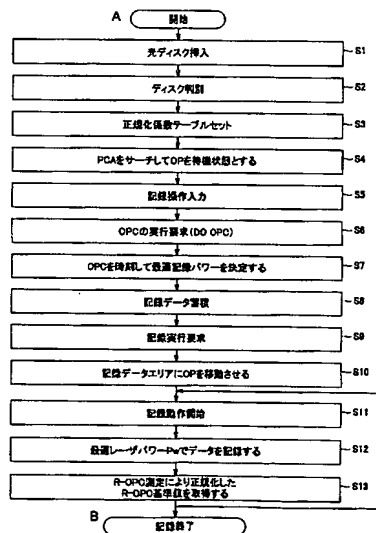 A 開始
光ディスク挿入 S1
ディスク判別 S2
正規化係数テーブルセット S3
PCAをサーチしてOPを待機状態とする S4
記録操作入力 S5
OPCの実行要求(DO OPC) S6
OPCを時刻して最適記録パワーを決定する S7
記録データ蓄積 S8
記録実行要求 S9
記録データエリアにOPを移動させる S10
記録動作開始 S11
最適レーザパワーPwでデータを記録する S12
R-OPC測定により正規化した
R-OPC基準値を取得する S13
B 記録終了